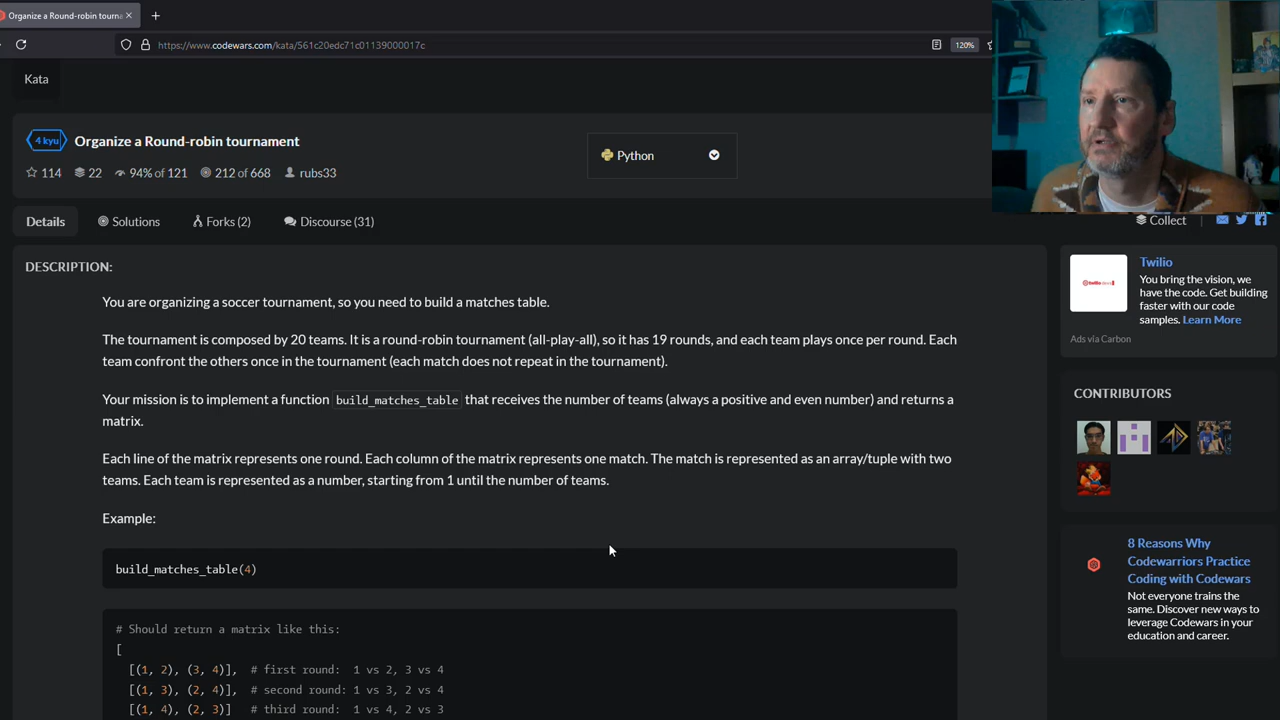 Organize a Round-robin tourna
https://www.codewars.com/kata/561c20edc71c01139000017c
120%
Kata
4 kyu
Organize a Round-robin tournament
Python
114
22
94% of 121
212 of 668
rubs33
Details
Solutions
Forks (2)
Discourse (31)
Collect
DESCRIPTION:
You are organizing a soccer tournament, so you need to build a matches table.
The tournament is composed by 20 teams. It is a round-robin tournament (all-play-all), so it has 19 rounds, and each team plays once per round. Each
team confront the others once in the tournament (each match does not repeat in the tournament).
Your mission is to implement a function build_matches_table that receives the number of teams (always a positive and even number) and returns a
matrix.
Each line of the matrix represents one round. Each column of the matrix represents one match. The match is represented as an array/tuple with two
teams. Each team is represented as a number, starting from 1 until the number of teams.
Example:
build_matches_table(4)
# Should return a matrix like this:
[
[(1, 2), (3, 4)], # first round: 1 vs 2, 3 vs 4
[(1, 3), (2, 4)], # second round: 1 vs 3, 2 vs 4
[(1, 4), (2, 3)] # third round: 1 vs 4, 2 vs 3
Twilio
You bring the vision, we
have the code. Get building
faster with our code
samples. Learn More
Ads via Carbon
CONTRIBUTORS
8 Reasons Why
Codewarriors Practice
Coding with Codewars
Not everyone trains the
same. Discover new ways to
leverage Codewars in your
education and career.